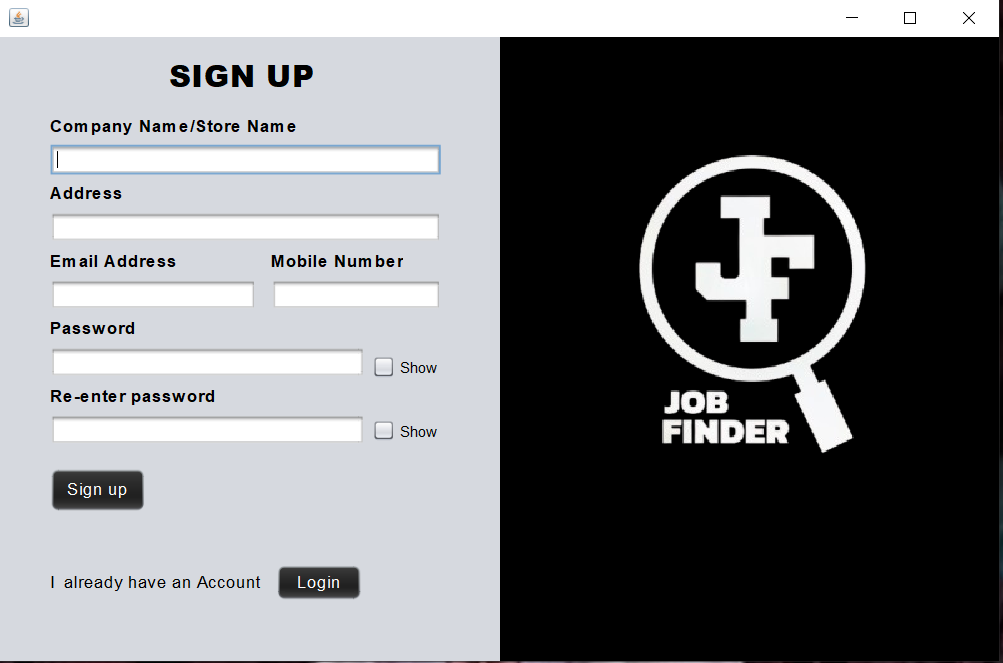 SIGN UP
Company Name/Store Name
Address
Email Address Mobile Number
Password
Show
Re-enter password
Show
Sign up
I already have an Account Login
JF
JOB
FINDER